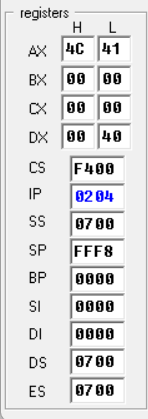 registers
H L
AX 4C 41
BX 00 00
CX 00 00
DX 00 40
CS F400
IP 0204
SS 0700
SP FFF8
BP 0000
SI 0000
DI 0000
DS 0700
ES 0700